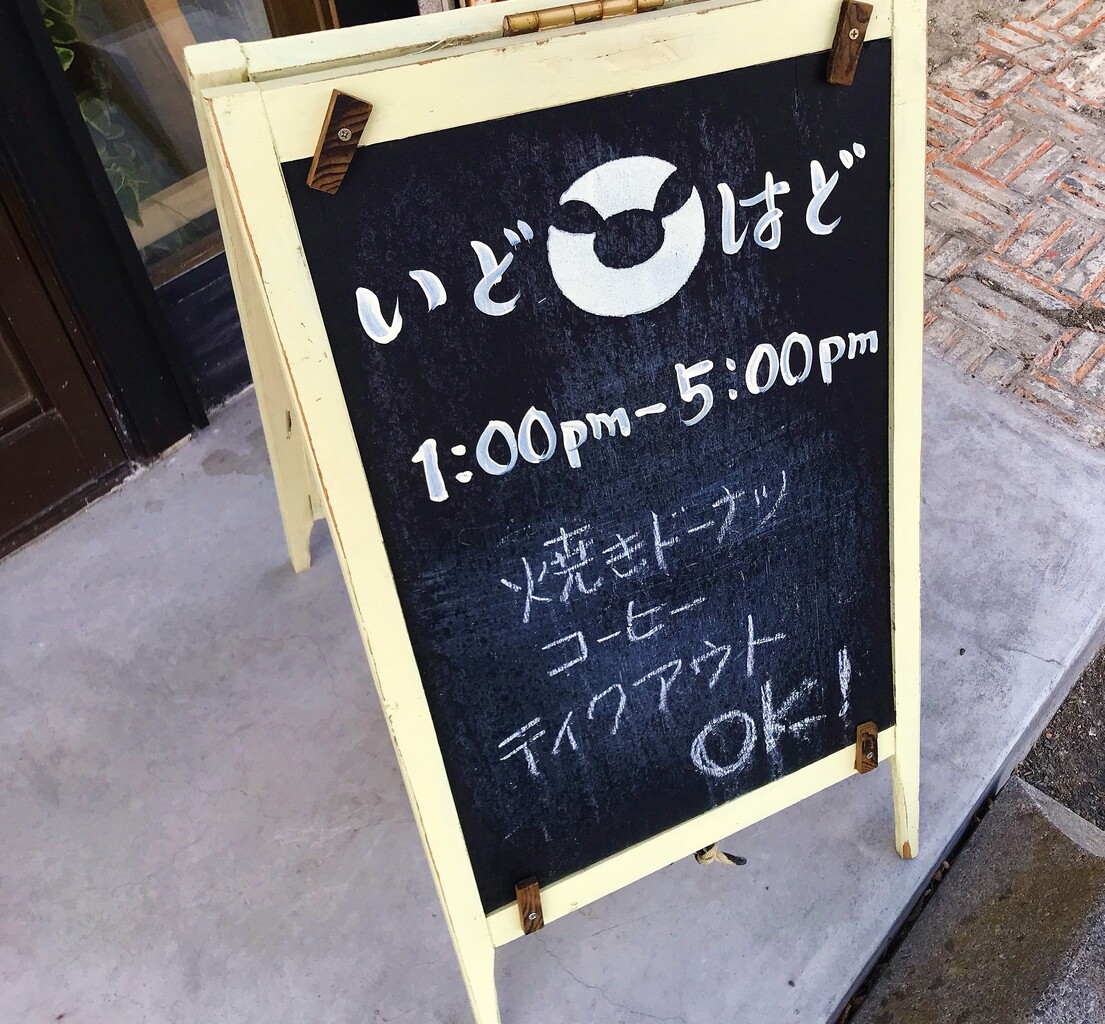 いど はど
1:00pm-5:00pm
焼きドーナツ
コーヒー
テイクアウト
OK!